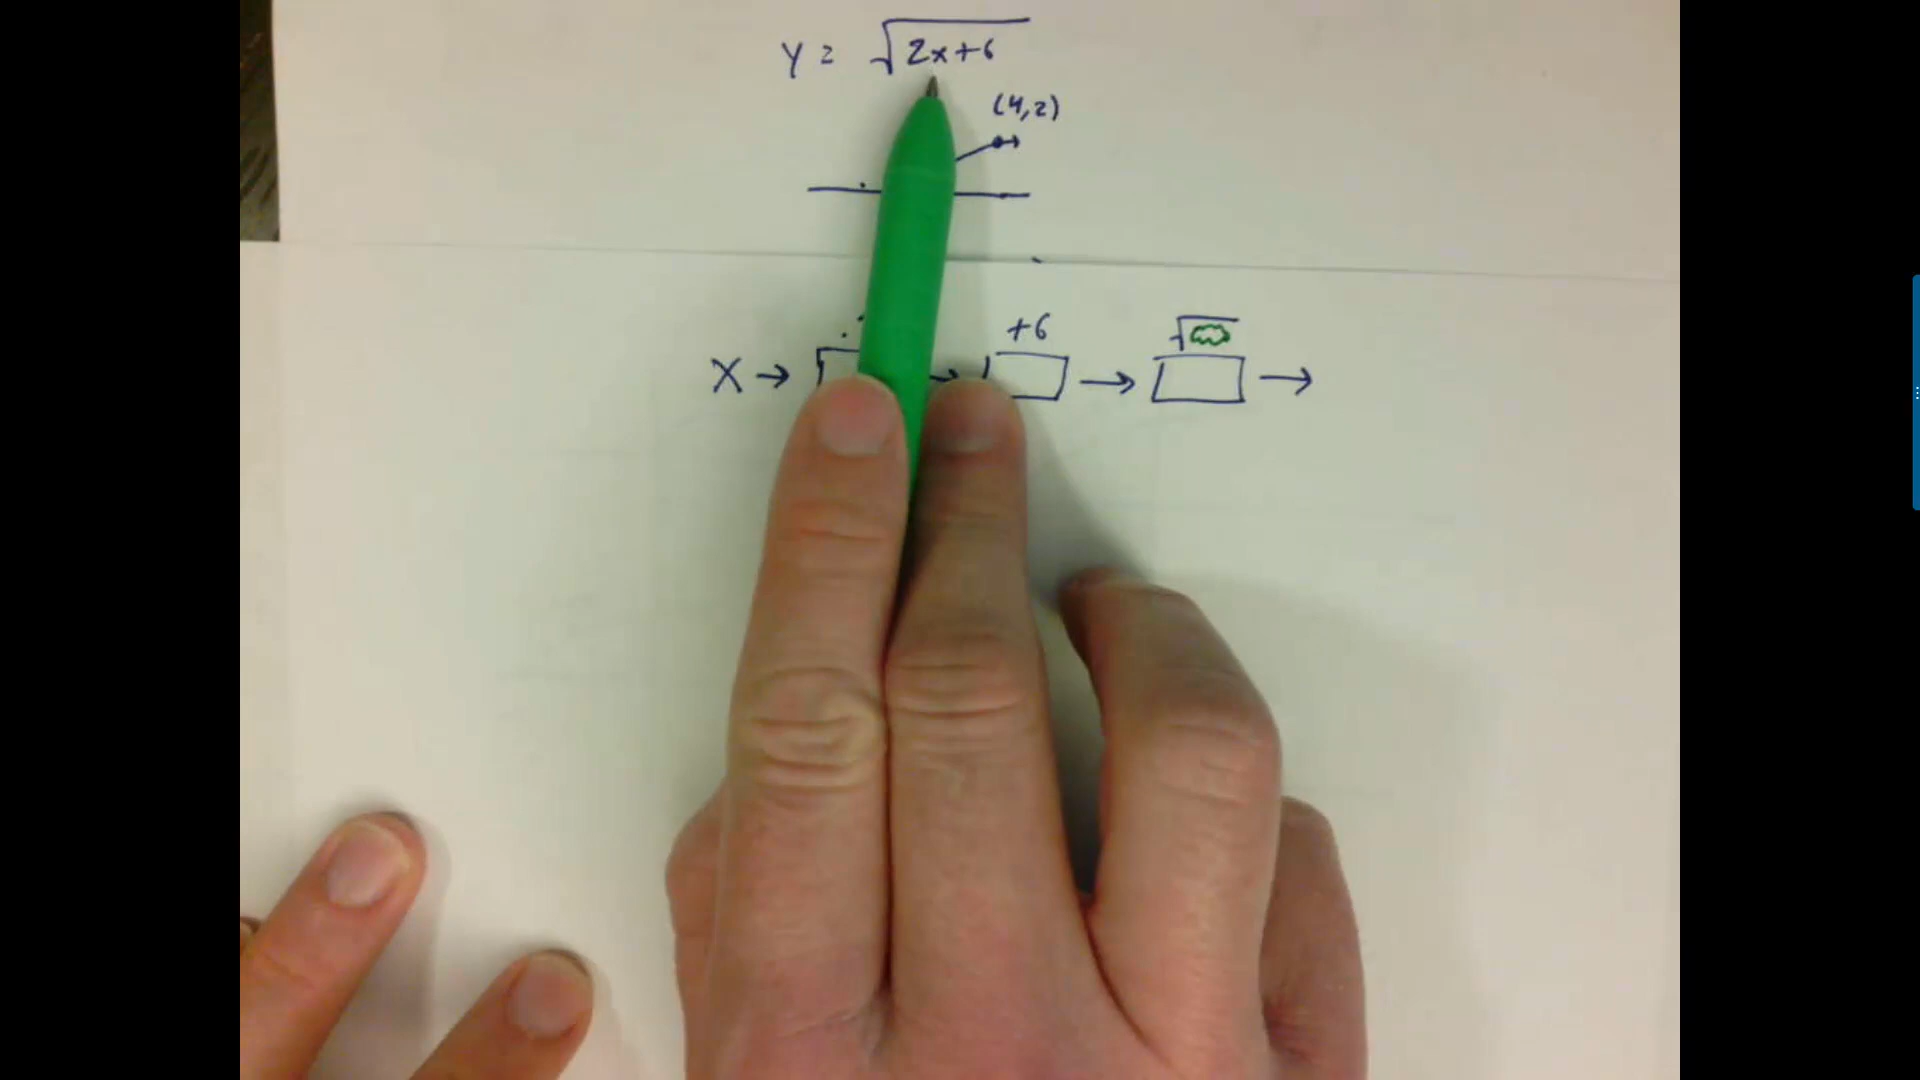 y = √2x+6
(4,2)
+6 √
X → → → →